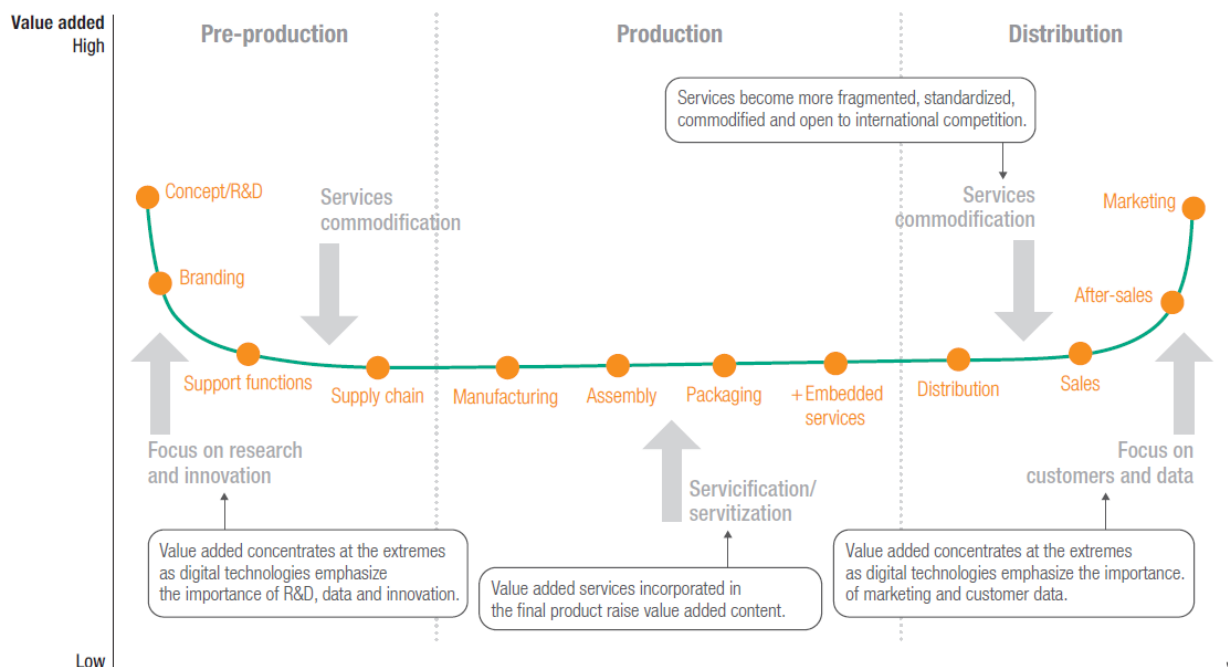 Value added
High
Pre-production
Production
Distribution
Services become more fragmented, standardized,
commodified and open to international competition.
Concept/R&D
Services
commodification
Services
commodification
Marketing
Branding
After-sales
Support functions
Supply chain
Manufacturing
Assembly
Packaging
+ Embedded
services
Distribution
Sales
Focus on research
and innovation
Servicification/
servitization
Focus on
customers and data
Value added concentrates at the extremes
as digital technologies emphasize
the importance of R&D, data and innovation.
Value added services incorporated in
the final product raise value added content.
Value added concentrates at the extremes
as digital technologies emphasize the importance.
of marketing and customer data.
Low